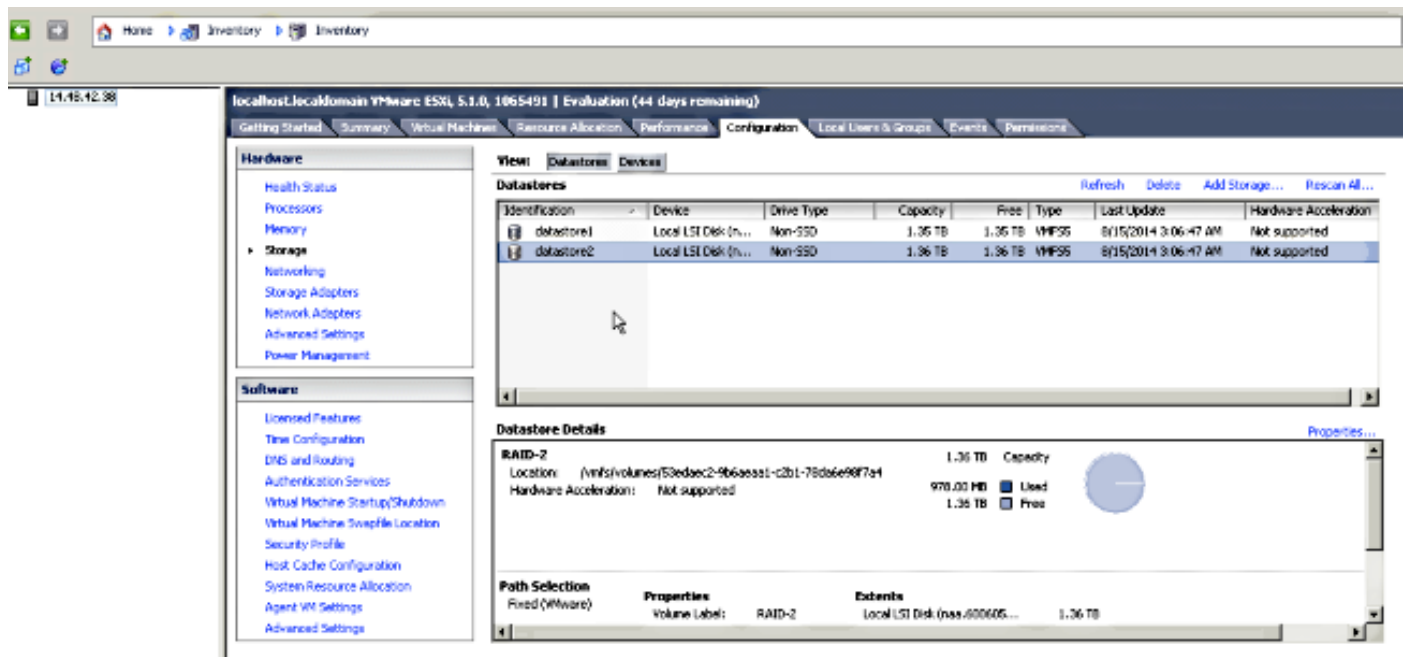 Home Inventory Inventory
14.48.42.38
localhost.localdomain VMware ESXi, 5.1.0, 1065491 | Evaluation (44 days remaining)
Getting Started Summary Virtual Machines Resource Allocation Performance Configuration Local Users & Groups Events Permissions
Hardware
Health Status
Processors
Memory
Storage
Networking
Storage Adapters
Network Adapters
Advanced Settings
Power Management
Software
Licensed Features
Time Configuration
DNS and Routing
Authentication Services
Virtual Machine Startup/Shutdown
Virtual Machine Swapfile Location
Security Profile
Host Cache Configuration
System Resource Allocation
Agent VM Settings
Advanced Settings
View: Datastores Devices
Datastores Refresh Delete Add Storage... Rescan All...
Identification Device Drive Type Capacity Free Type Last Update Hardware Acceleration
datastore1 Local LSI Disk (n... Non-SSD 1.35 TB 1.35 TB VMFS5 8/15/2014 3:06:47 AM Not supported
datastore2 Local LSI Disk (n... Non-SSD 1.36 TB 1.36 TB VMFS5 8/15/2014 3:06:47 AM Not supported
Datastore Details Properties...
RAID-2 1.36 TB Capacity
Location: /vmfs/volumes/53edaec2-9b6aeaa1-c2b1-78da6e98f7a4
Hardware Acceleration: Not supported 978.00 MB Used
1.36 TB Free
Path Selection
Fixed (VMware)
Properties
Volume Label: RAID-2
Extents
Local LSI Disk (naa.600605... 1.36 TB